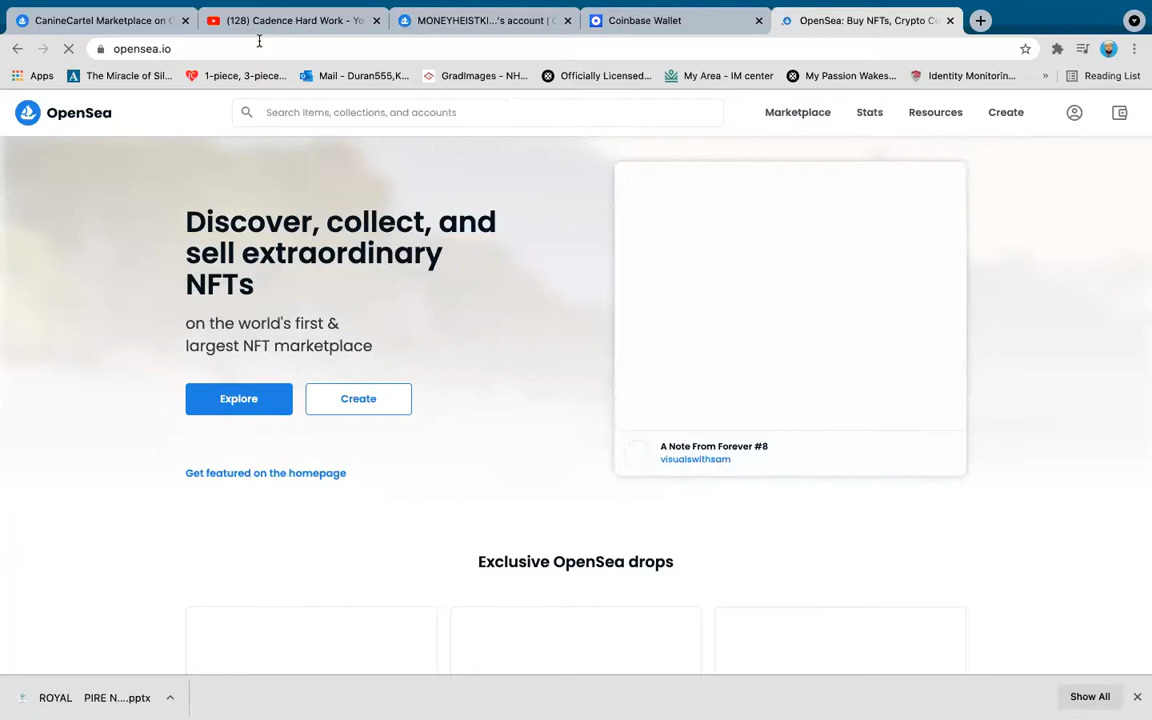 CanineCartel Marketplace on
(128) Cadence Hard Work - Yo
MONEYHEISTKI...'s account |
Coinbase Wallet
OpenSea: Buy NFTs, Crypto Co
opensea.io
Apps
The Miracle of Sil...
1-piece, 3-piece...
Mail - Duran555,K...
GradImages - NH...
Officially Licensed...
My Area - IM center
My Passion Wakes...
Identity Monitorin...
»
Reading List
OpenSea
Search items, collections, and accounts
Marketplace
Stats
Resources
Create
Discover, collect, and
sell extraordinary
NFTs
on the world's first &
largest NFT marketplace
Explore
Create
Get featured on the homepage
A Note From Forever #8
visualswithsam
Exclusive OpenSea drops
ROYAL PIRE N....pptx
Show All